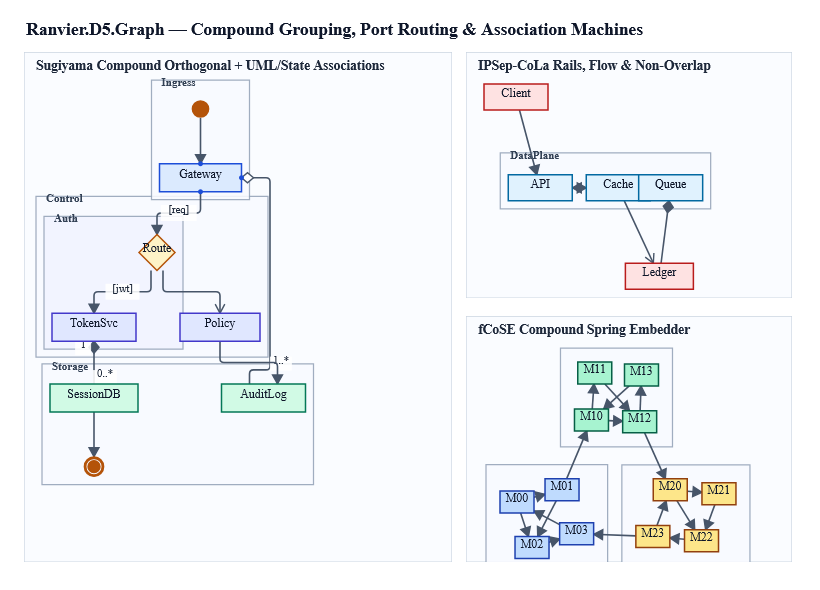 Ranvier.D5.Graph — Compound Grouping, Port Routing & Association Machines
Sugiyama Compound Orthogonal + UML/State Associations
Ingress
Gateway
Control
[req]
Auth
Route
[jwt]
TokenSvc
Policy
1
1..*
Storage
0..*
SessionDB
AuditLog
IPSep-CoLa Rails, Flow & Non-Overlap
Client
DataPlane
API
Cache
Queue
Ledger
fCoSE Compound Spring Embedder
M11
M13
M10
M12
M01
M00
M03
M02
M20
M21
M23
M22